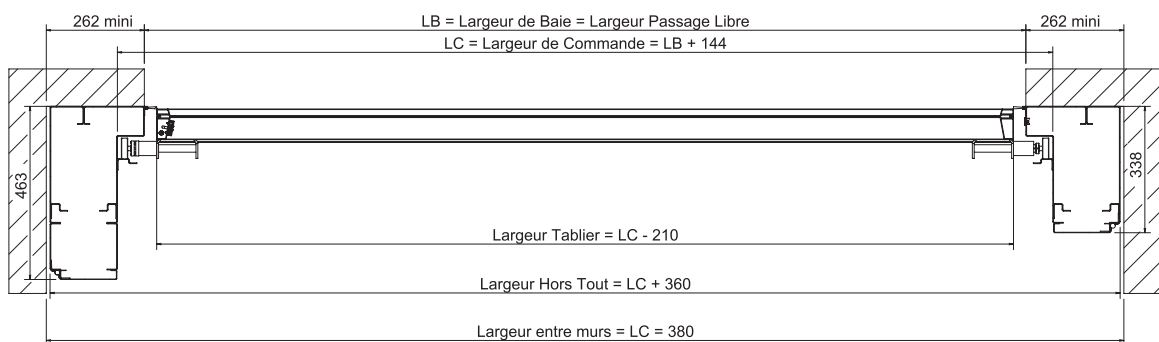 262 mini
LB = Largeur de Baie = Largeur Passage Libre
262 mini
LC = Largeur de Commande = LB + 144
463
338
Largeur Tablier = LC - 210
Largeur Hors Tout = LC + 360
Largeur entre murs = LC = 380